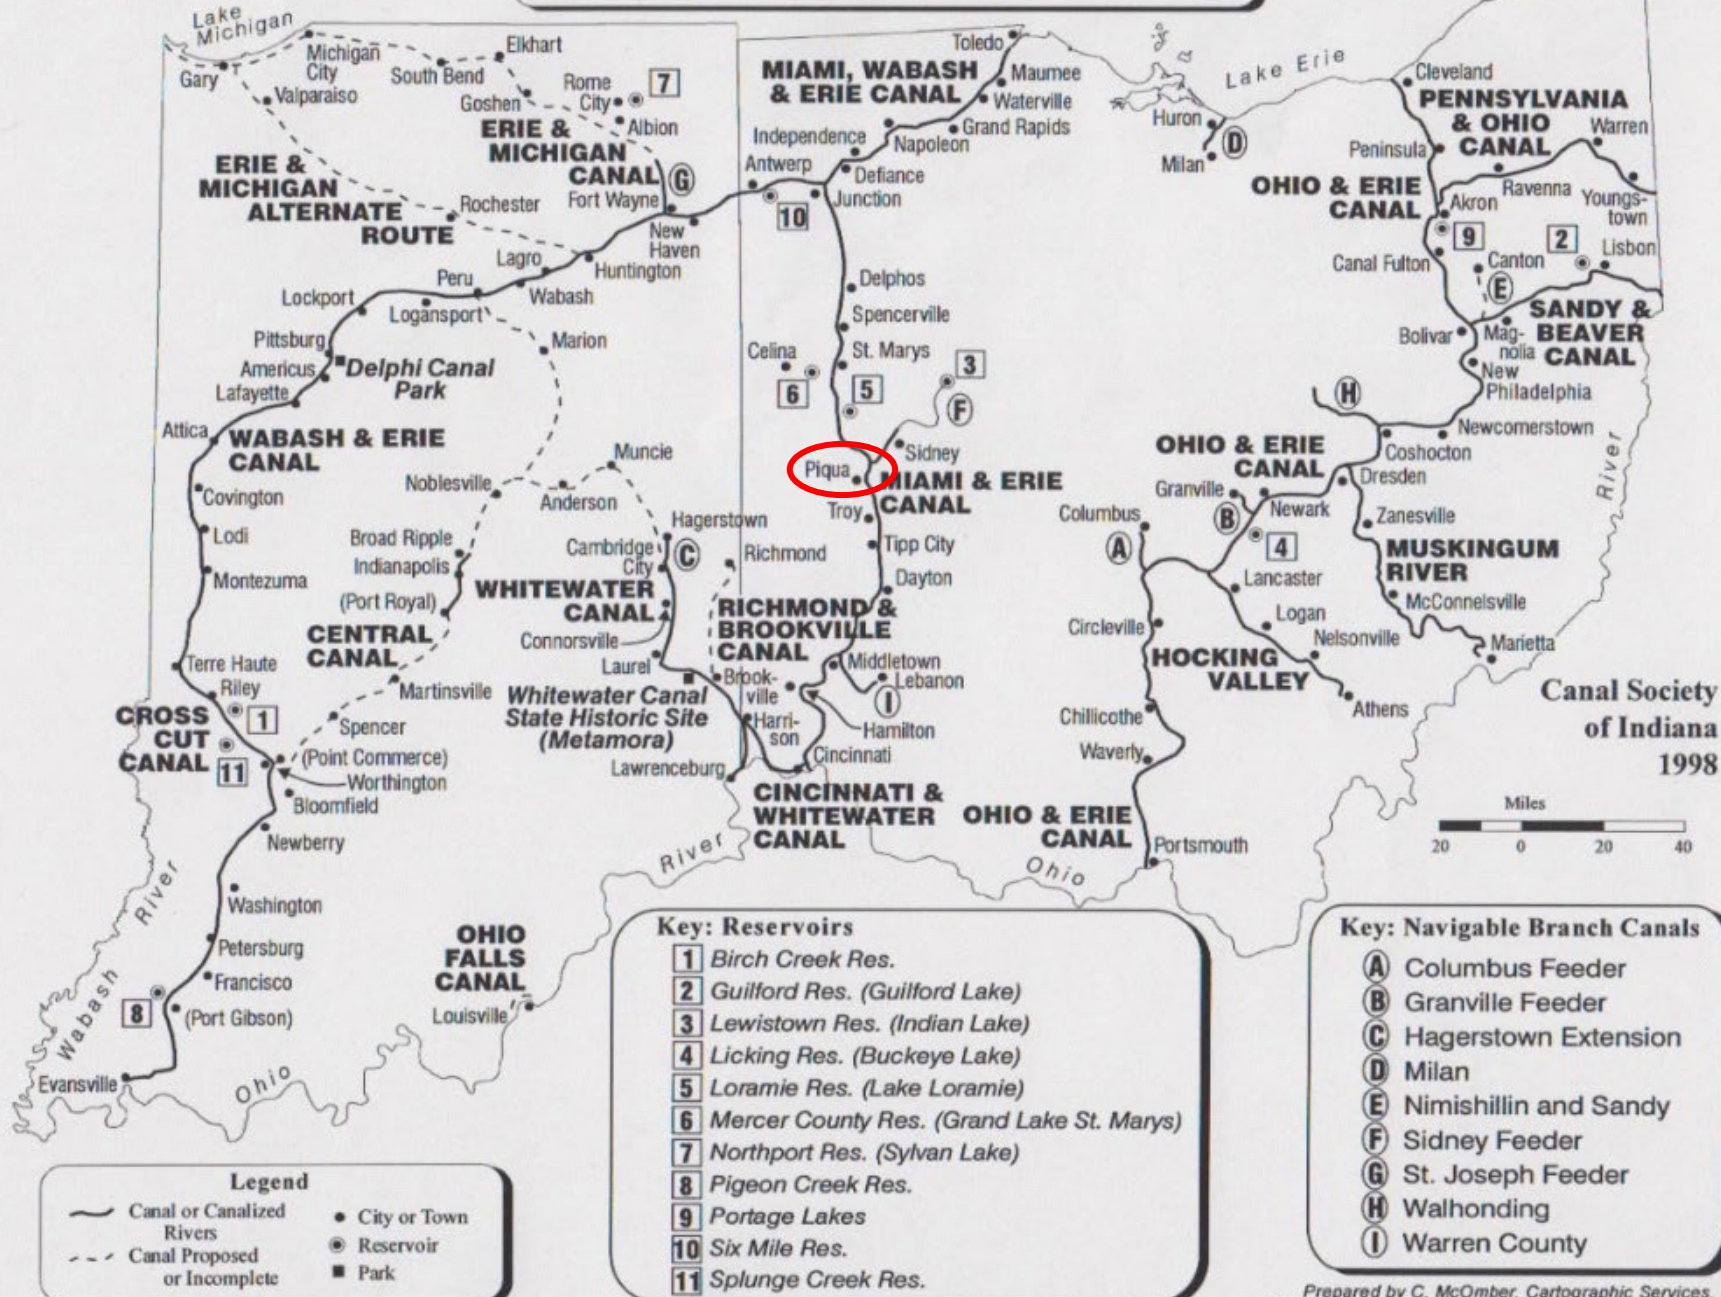 Lake
Michigan
Gary
Michigan
City
Valparaiso
South Bend
Elkhart
Goshen
Rome
City
7
Albion
ERIE &
MICHIGAN
CANAL
G
Fort Wayne
ERIE &
MICHIGAN
ALTERNATE
ROUTE
Rochester
New
Haven
Huntington
Lagro
Wabash
Peru
Logansport
Lockport
Pittsburg
Americus
Delphi Canal
Park
Lafayette
Marion
Attica
WABASH & ERIE
CANAL
Covington
Lodi
Montezuma
Noblesville
Anderson
Muncie
Broad Ripple
Indianapolis
(Port Royal)
CENTRAL
CANAL
Martinsville
Spencer
Terre Haute
Riley
1
CROSS
CUT
CANAL
11
(Point Commerce)
Worthington
Bloomfield
Newberry
Washington
Petersburg
Francisco
8
(Port Gibson)
Evansville
Wabash
River
Ohio
OHIO
FALLS
CANAL
Louisville
River
Ohio
Hagerstown
Cambridge
City
C
Richmond
WHITEWATER
CANAL
Connorsville
Laurel
Whitewater Canal
State Historic Site
(Metamora)
RICHMOND &
BROOKVILLE
CANAL
Brook-
ville
Harri-
son
Lawrenceburg
CINCINNATI &
WHITEWATER
CANAL
Cincinnati
Hamilton
Middletown
Lebanon
I
Toledo
MIAMI, WABASH
& ERIE CANAL
Maumee
Waterville
Grand Rapids
Independence
Napoleon
Antwerp
Defiance
10
Junction
Delphos
Spencerville
Celina
St. Marys
6
5
3
F
Sidney
Piqua
MIAMI & ERIE
CANAL
Troy
Tipp City
Dayton
Lake Erie
Huron
D
Milan
Cleveland
PENNSYLVANIA
& OHIO
CANAL
Warren
Peninsula
OHIO & ERIE
CANAL
Ravenna
Akron
Youngs-
town
9
2
Lisbon
Canal Fulton
Canton
E
SANDY &
BEAVER
CANAL
Bolivar
Mag-
nolia
New
Philadelphia
H
Newcomerstown
Coshocton
OHIO & ERIE
CANAL
Dresden
Granville
B
Newark
4
Columbus
A
Zanesville
MUSKINGUM
RIVER
McConnelsville
Marietta
River
Lancaster
Logan
Nelsonville
HOCKING
VALLEY
Athens
Circleville
Chillicothe
Waverly
OHIO & ERIE
CANAL
Portsmouth
Canal Society
of Indiana
1998
Miles
20 0 20 40
Legend
Canal or Canalized
Rivers
Canal Proposed
or Incomplete
City or Town
Reservoir
Park
Key: Reservoirs
1 Birch Creek Res.
2 Guilford Res. (Guilford Lake)
3 Lewistown Res. (Indian Lake)
4 Licking Res. (Buckeye Lake)
5 Loramie Res. (Lake Loramie)
6 Mercer County Res. (Grand Lake St. Marys)
7 Northport Res. (Sylvan Lake)
8 Pigeon Creek Res.
9 Portage Lakes
10 Six Mile Res.
11 Splunge Creek Res.
Key: Navigable Branch Canals
A Columbus Feeder
B Granville Feeder
C Hagerstown Extension
D Milan
E Nimishillin and Sandy
F Sidney Feeder
G St. Joseph Feeder
H Walhonding
I Warren County
Prepared by C. McOmber, Cartographic Services,